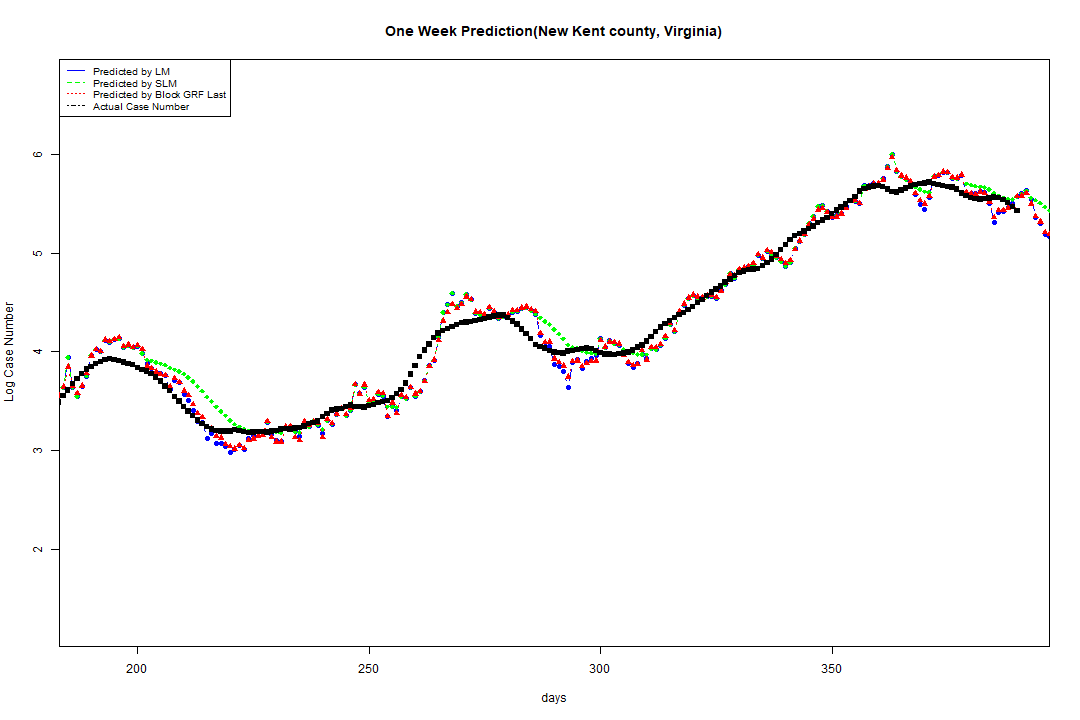 One Week Prediction(New Kent county, Virginia)
Predicted by LM
Predicted by SLM
Predicted by Block GRF Last
Actual Case Number
6
5
4
3
2
Log Case Number
200 250 300 350
days